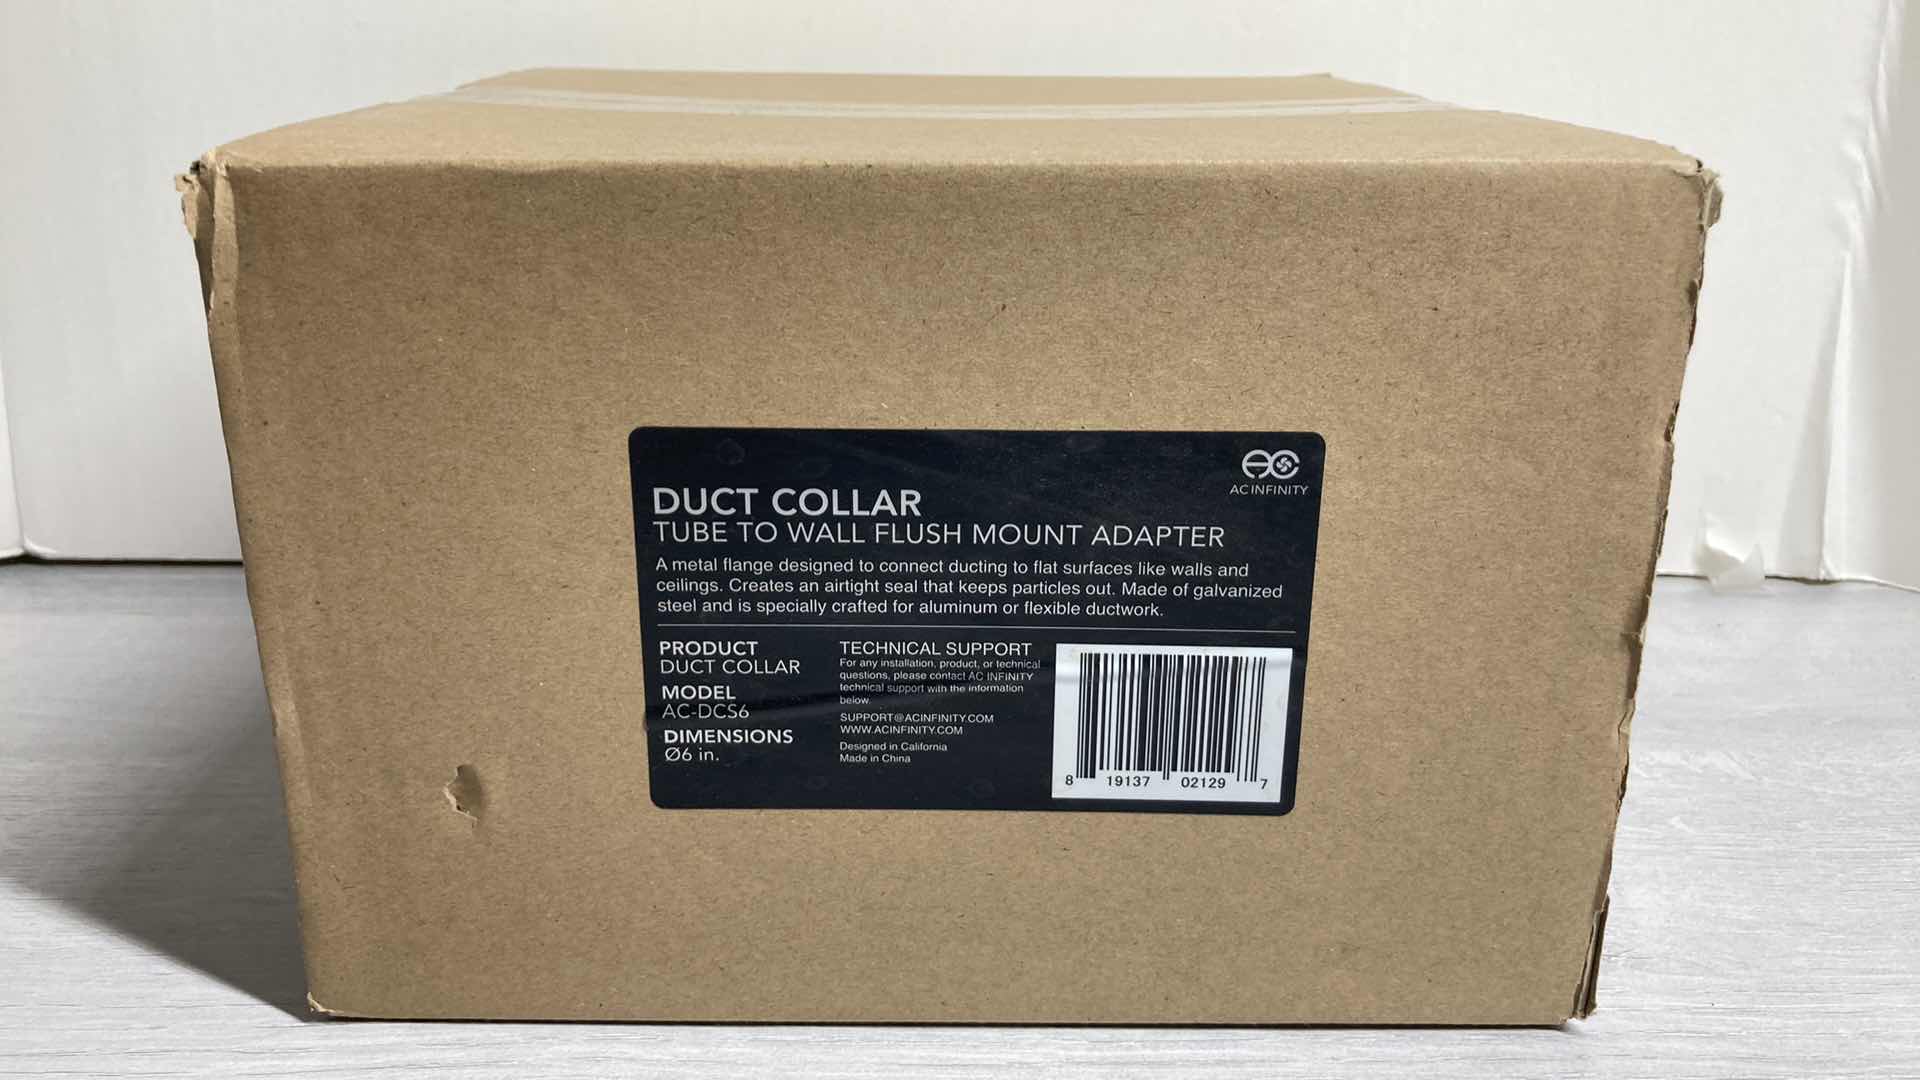 AC INFINITY
DUCT COLLAR
TUBE TO WALL FLUSH MOUNT ADAPTER
A metal flange designed to connect ducting to flat surfaces like walls and
ceilings. Creates an airtight seal that keeps particles out. Made of galvanized
steel and is specially crafted for aluminum or flexible ductwork.
PRODUCT
DUCT COLLAR
MODEL
AC-DCS6
DIMENSIONS
Ø6 in.
TECHNICAL SUPPORT
For any installation, product, or technical
questions, please contact AC INFINITY
technical support with the information
below.
SUPPORT@ACINFINITY.COM
WWW.ACINFINITY.COM
Designed in California
Made in China
8 19137 02129 7